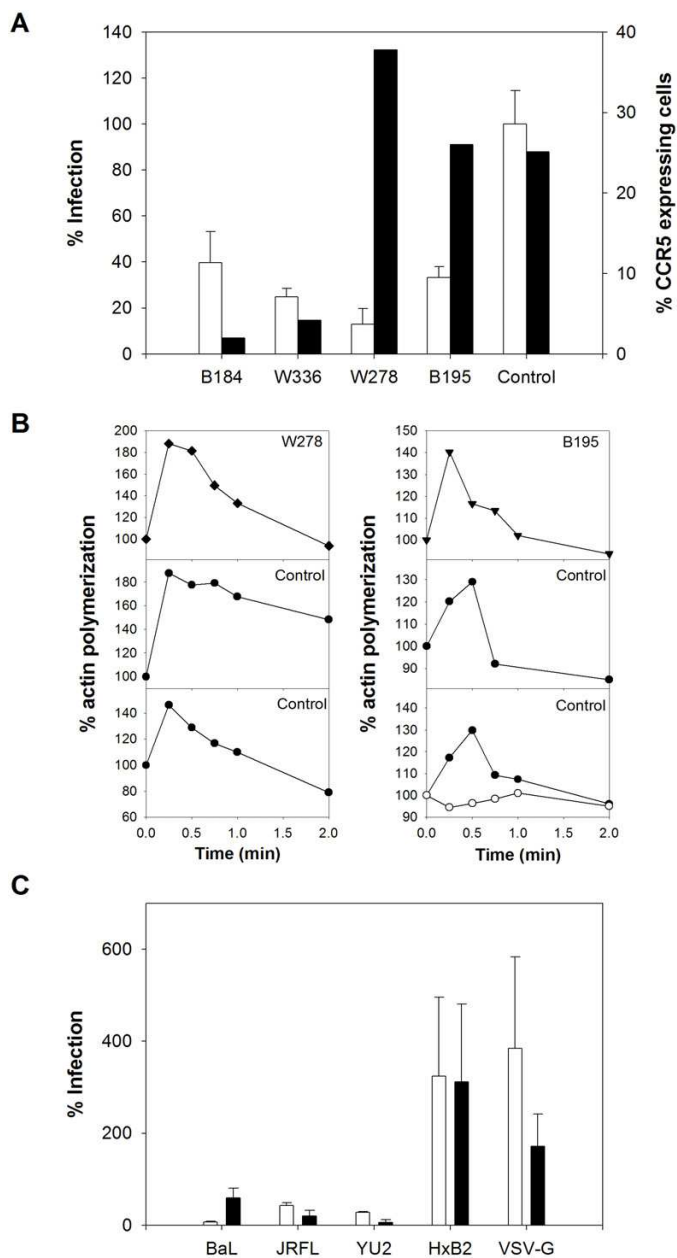 A
% Infection
140
120
100
80
60
40
20
0
40
30
20
10
0
% CCR5 expressing cells
B184 W336 W278 B195 Control
B
% actin polymerization
200
180
160
140
120
100
W278
180
160
140
120
100
Control
140
120
100
80
60
Control
0.0 0.5 1.0 1.5 2.0
Time (min)
% actin polymerization
150
140
130
120
110
100
B195
130
120
110
100
90
Control
140
130
120
110
100
90
Control
0.0 0.5 1.0 1.5 2.0
Time (min)
C
% Infection
600
400
200
0
BaL JRFL YU2 HxB2 VSV-G